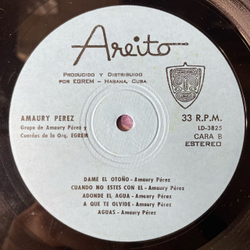 Areito
PRODUCIDO Y DISTRIBUIDO
POR EGREM - HABANA, CUBA
AMAURY PEREZ
Grupo de Amaury Pérez y
Cuerdas de la Orq. EGREM
33 R.P.M.
LD-3825
CARA B
ESTEREO
DAME EL OTOÑO - Amaury Pérez
CUANDO NO ESTES CON EL - Amaury Pérez
ADONDE EL AGUA - Amaury Pérez
A QUE TE OLVIDE - Amaury Pérez
AGUAS - Amaury Pérez